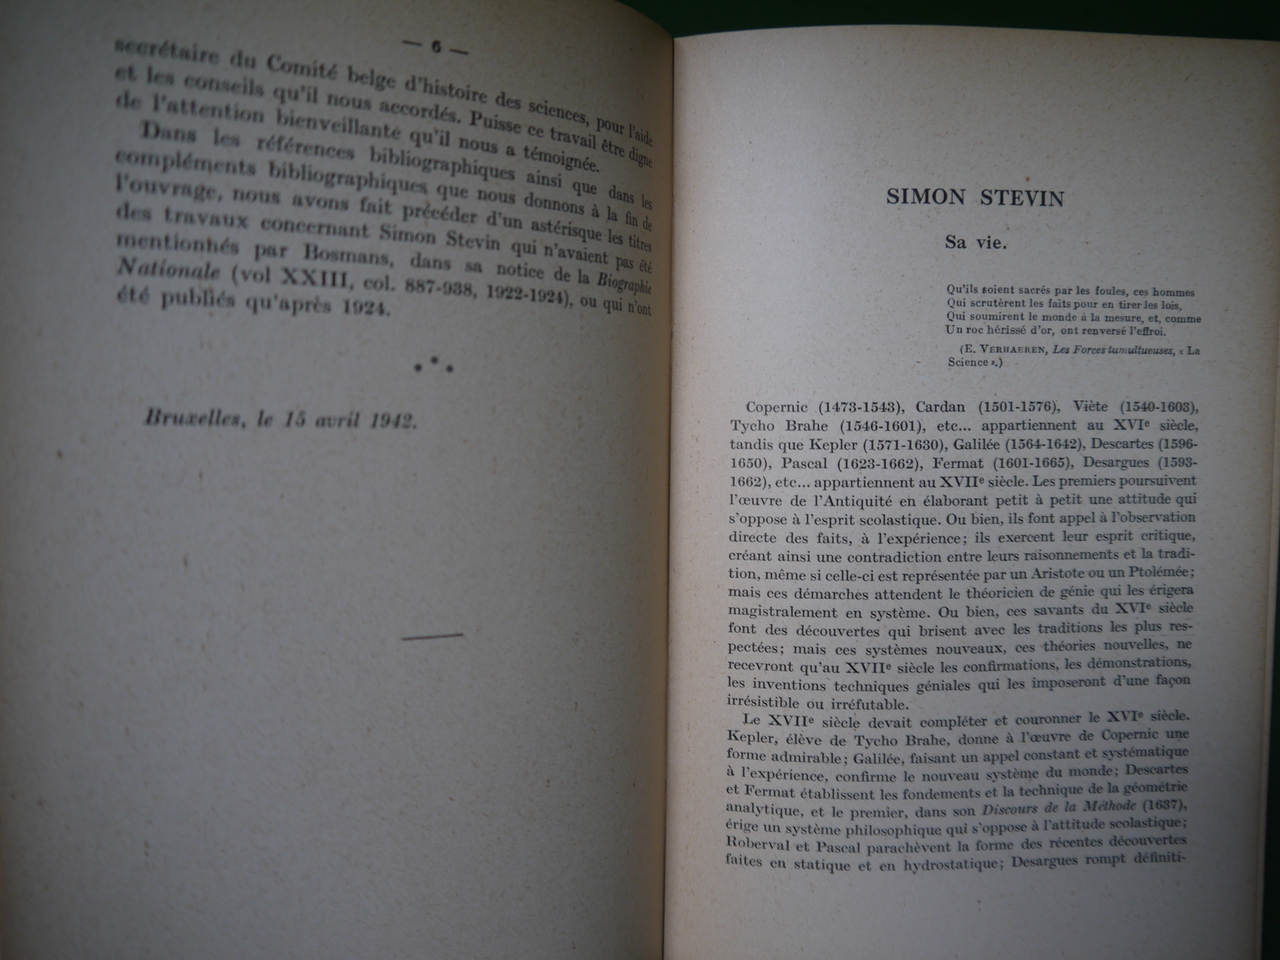 — 6 —
secrétaire du Comité belge d'histoire des sciences, pour l'aide
et les conseils qu'il nous accordés. Puisse ce travail être digne
de l'attention bienveillante qu'il nous a témoignée.
Dans les références bibliographiques ainsi que dans les
compléments bibliographiques que nous donnons à la fin de
l'ouvrage, nous avons fait précéder d'un astérisque les titres
des travaux concernant Simon Stevin qui n'avaient pas été
mentionnés par Bosmans, dans sa notice de la Biographie
Nationale (vol XXIII, col. 887-938, 1922-1924), ou qui n'ont
été publiés qu'après 1924.
Bruxelles, le 15 avril 1942.
SIMON STEVIN
Sa vie.
Qu'ils soient sacrés par les foules, ces hommes
Qui scrutèrent les faits pour en tirer les lois,
Qui soumirent le monde à la mesure, et, comme
Un roc hérissé d'or, ont renversé l'effroi.
(E. VERHAEREN, Les Forces tumultueuses, « La
Science ».)
Copernic (1473-1543), Cardan (1501-1576), Viète (1540-1603),
Tycho Brahe (1546-1601), etc... appartiennent au XVIe siècle,
tandis que Kepler (1571-1630), Galilée (1564-1642), Descartes (1596-
1650), Pascal (1623-1662), Fermat (1601-1665), Desargues (1593-
1662), etc... appartiennent au XVIIe siècle. Les premiers poursuivent
l'œuvre de l'Antiquité en élaborant petit à petit une attitude qui
s'oppose à l'esprit scolastique. Ou bien, ils font appel à l'observation
directe des faits, à l'expérience; ils exercent leur esprit critique,
créant ainsi une contradiction entre leurs raisonnements et la tradi-
tion, même si celle-ci est représentée par un Aristote ou un Ptolémée;
mais ces démarches attendent le théoricien de génie qui les érigera
magistralement en système. Ou bien, ces savants du XVIe siècle
font des découvertes qui brisent avec les traditions les plus res-
pectées; mais ces systèmes nouveaux, ces théories nouvelles, ne
recevront qu'au XVIIe siècle les confirmations, les démonstrations,
les inventions techniques géniales qui les imposeront d'une façon
irrésistible ou irréfutable.
Le XVIIe siècle devait compléter et couronner le XVIe siècle.
Kepler, élève de Tycho Brahe, donne à l'œuvre de Copernic une
forme admirable; Galilée, faisant un appel constant et systématique
à l'expérience, confirme le nouveau système du monde; Descartes
et Fermat établissent les fondements et la technique de la géométrie
analytique, et le premier, dans son Discours de la Méthode (1637),
érige un système philosophique qui s'oppose à l'attitude scolastique;
Roberval et Pascal parachèvent la forme des récentes découvertes
faites en statique et en hydrostatique; Desargues rompt définiti-